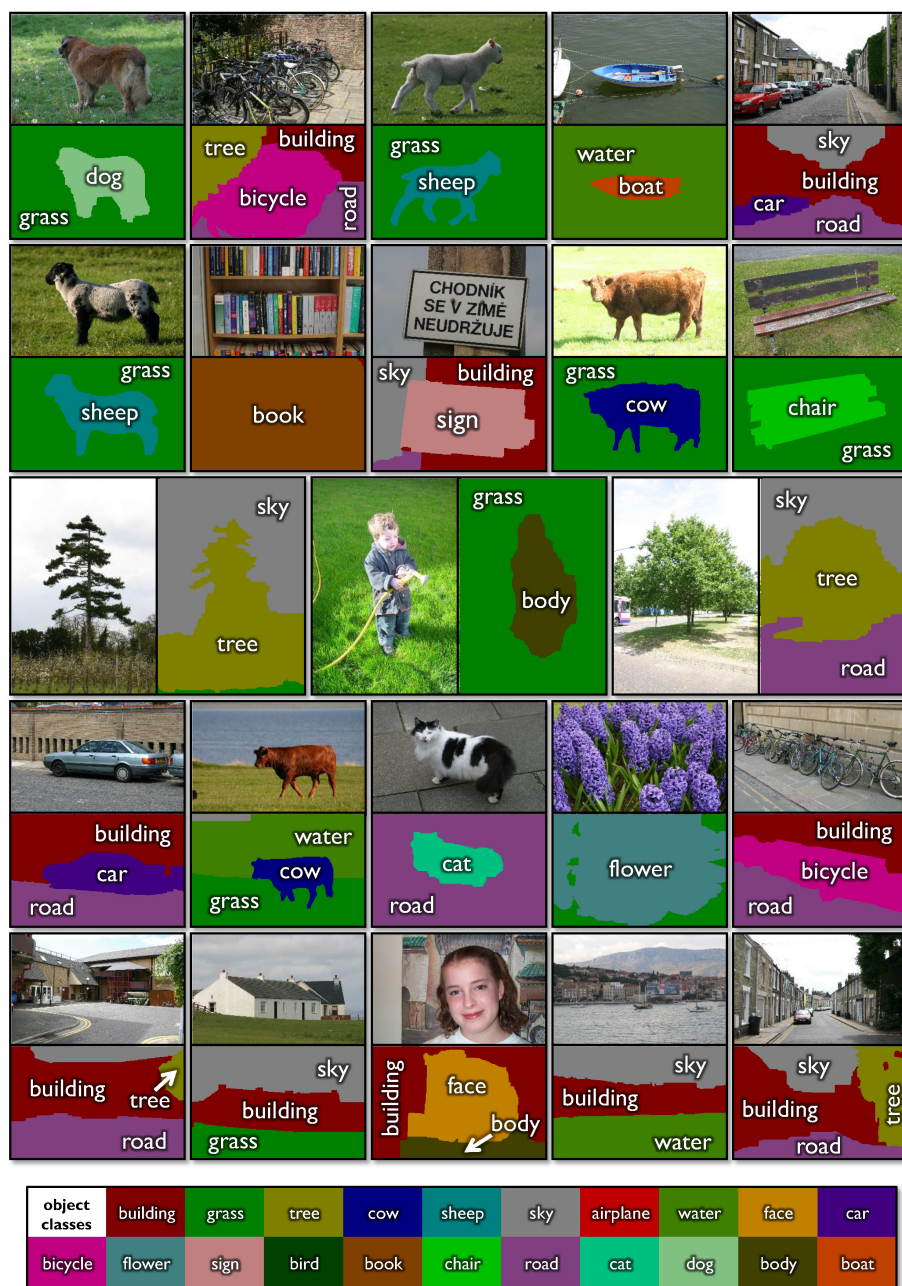 dog
grass
tree
building
bicycle
road
grass
sheep
water
boat
sky
building
car
road
CHODNÍK
SE V ZIMĚ
NEUDRŽUJE
grass
sheep
book
sky
building
sign
grass
cow
chair
grass
sky
tree
grass
body
sky
tree
road
building
car
road
water
cow
grass
cat
road
flower
building
bicycle
road
building
tree
road
sky
building
grass
building
face
body
sky
building
water
sky
building
tree
road
object classes
building grass tree cow sheep sky airplane water face car
bicycle flower sign bird book chair road cat dog body boat